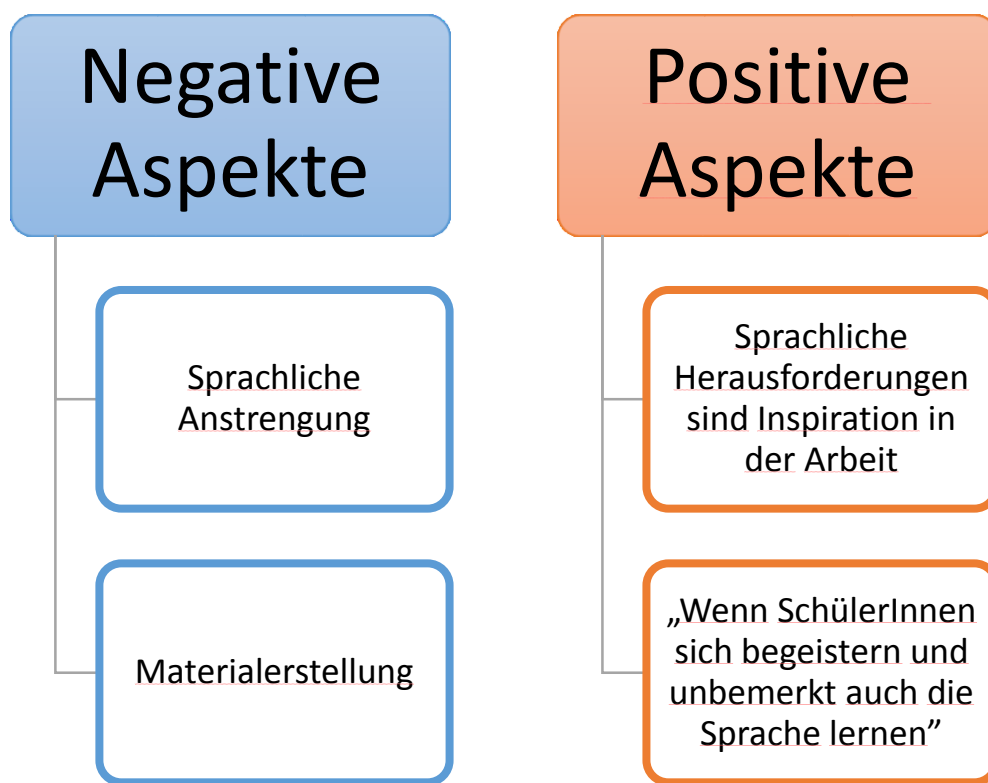 Negative
Aspekte
Sprachliche
Anstrengung
Materialerstellung
Positive
Aspekte
Sprachliche
Herausforderungen
sind Inspiration in
der Arbeit
„Wenn SchülerInnen
sich begeistern und
unbemerkt auch die
Sprache lernen”